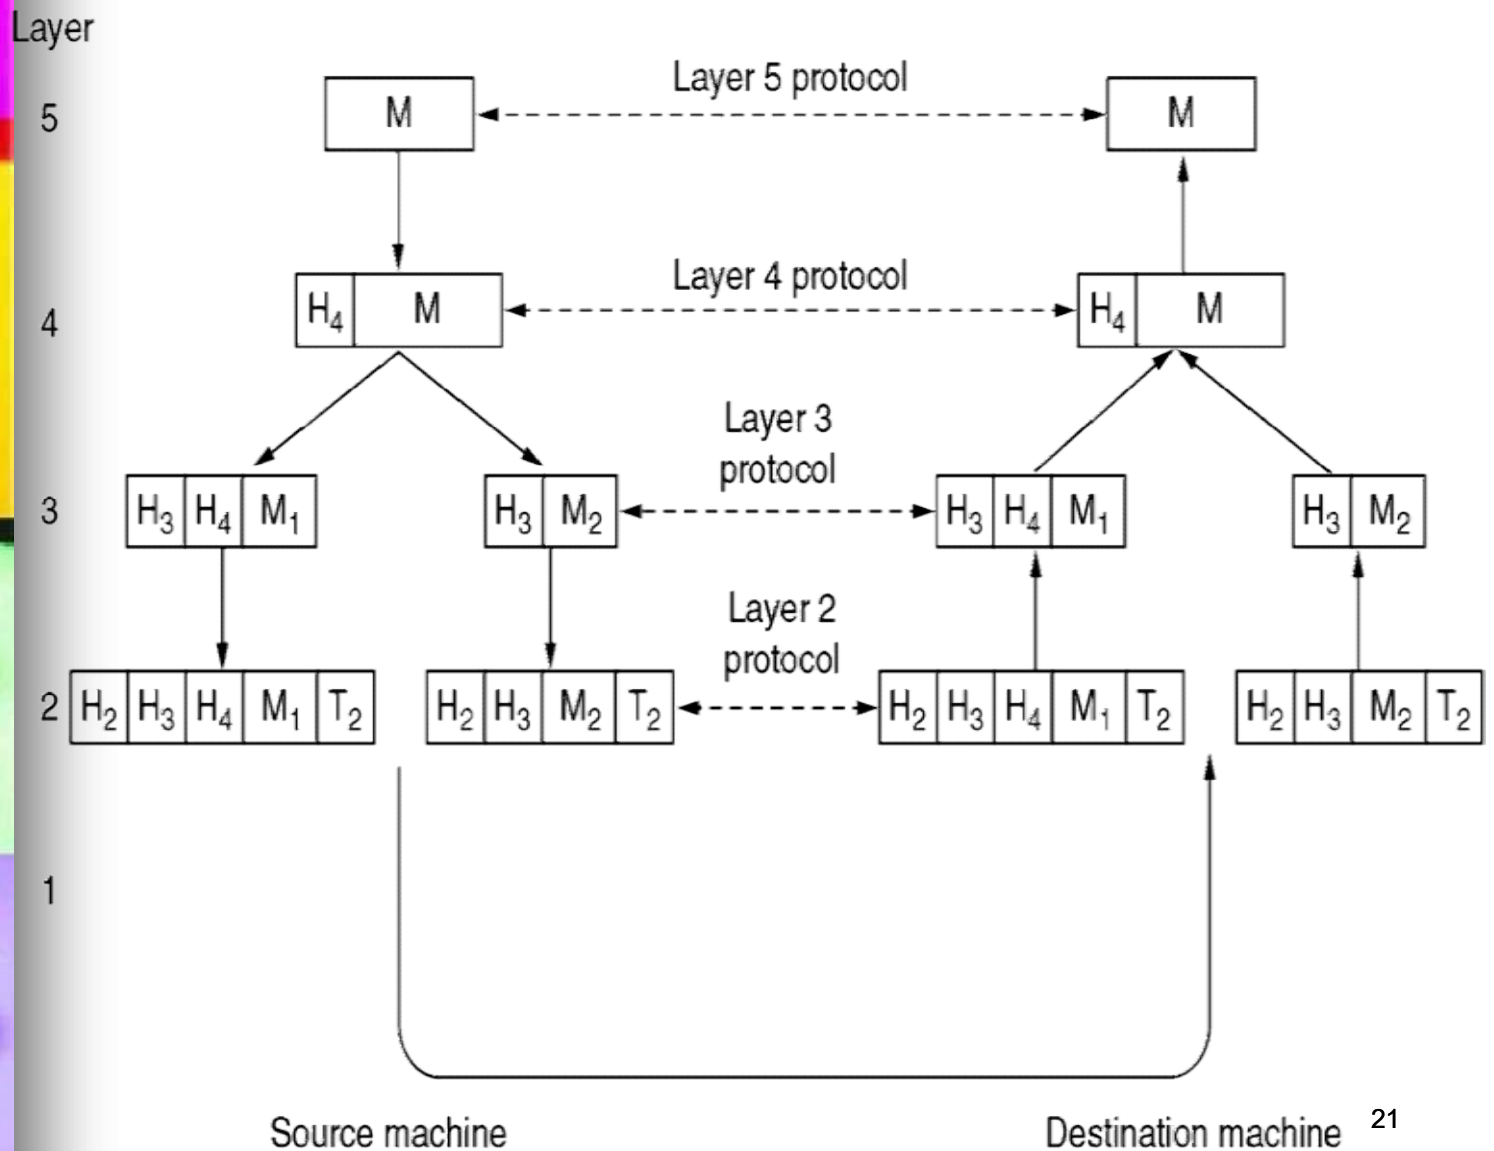 Layer
Layer 5 protocol
5 M M
Layer 4 protocol
4 H₄ M H₄ M
Layer 3
protocol
3 H₃ H₄ M₁ H₃ M₂ H₃ H₄ M₁ H₃ M₂
Layer 2
protocol
2 H₂ H₃ H₄ M₁ T₂ H₂ H₃ M₂ T₂ H₂ H₃ H₄ M₁ T₂ H₂ H₃ M₂ T₂
1
Source machine Destination machine 21